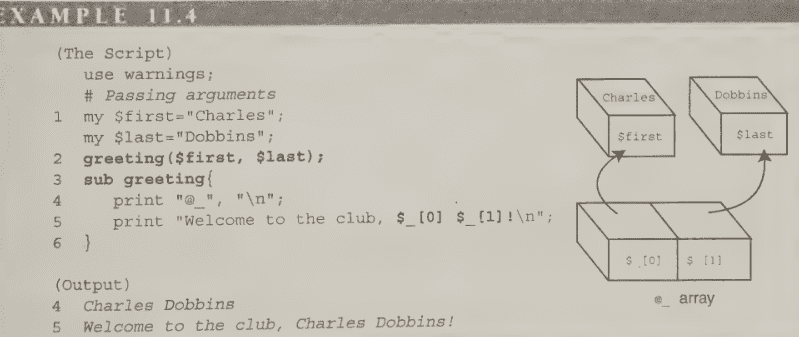 EXAMPLE 11.4
(The Script)
use warnings;
# Passing arguments
1 my $first="Charles";
my $last="Dobbins";
2 greeting($first, $last);
3 sub greeting{
4 print "@_", "\n";
5 print "Welcome to the club, $_[0] $_[1]!\n";
6 }
(Output)
4 Charles Dobbins
5 Welcome to the club, Charles Dobbins!
Charles
$first
Dobbins
$last
$_[0] $ [1]
@_ array